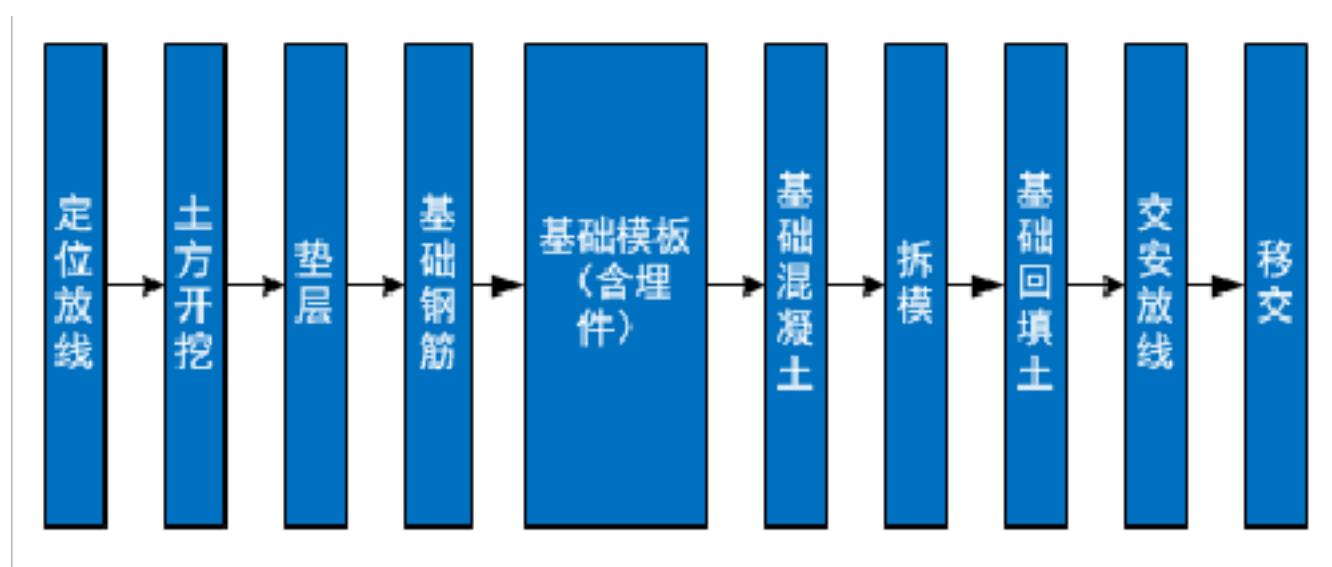 定位放线
土方开挖
垫层
基础钢筋
基础模板
（含埋
件）
基础混凝土
拆模
基础回填土
交安放线
移交